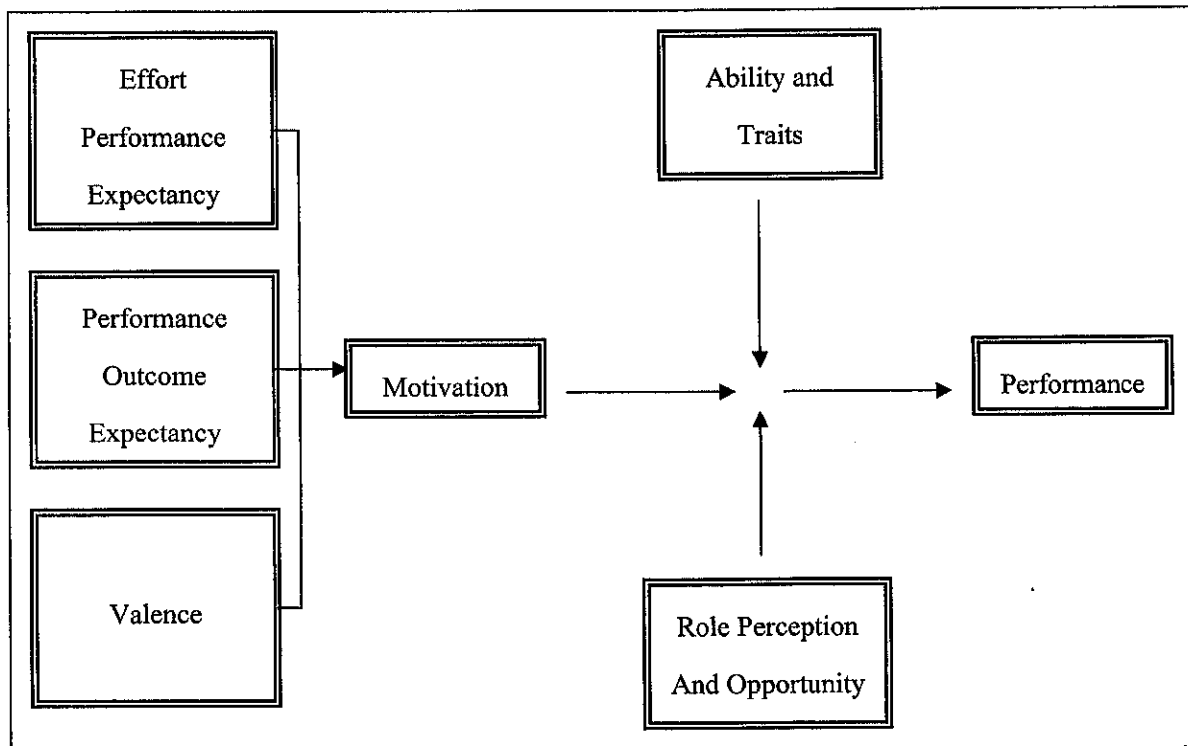 Effort
Performance
Expectancy
Ability and
Traits
Performance
Outcome
Expectancy
Motivation
Performance
Valence
Role Perception
And Opportunity